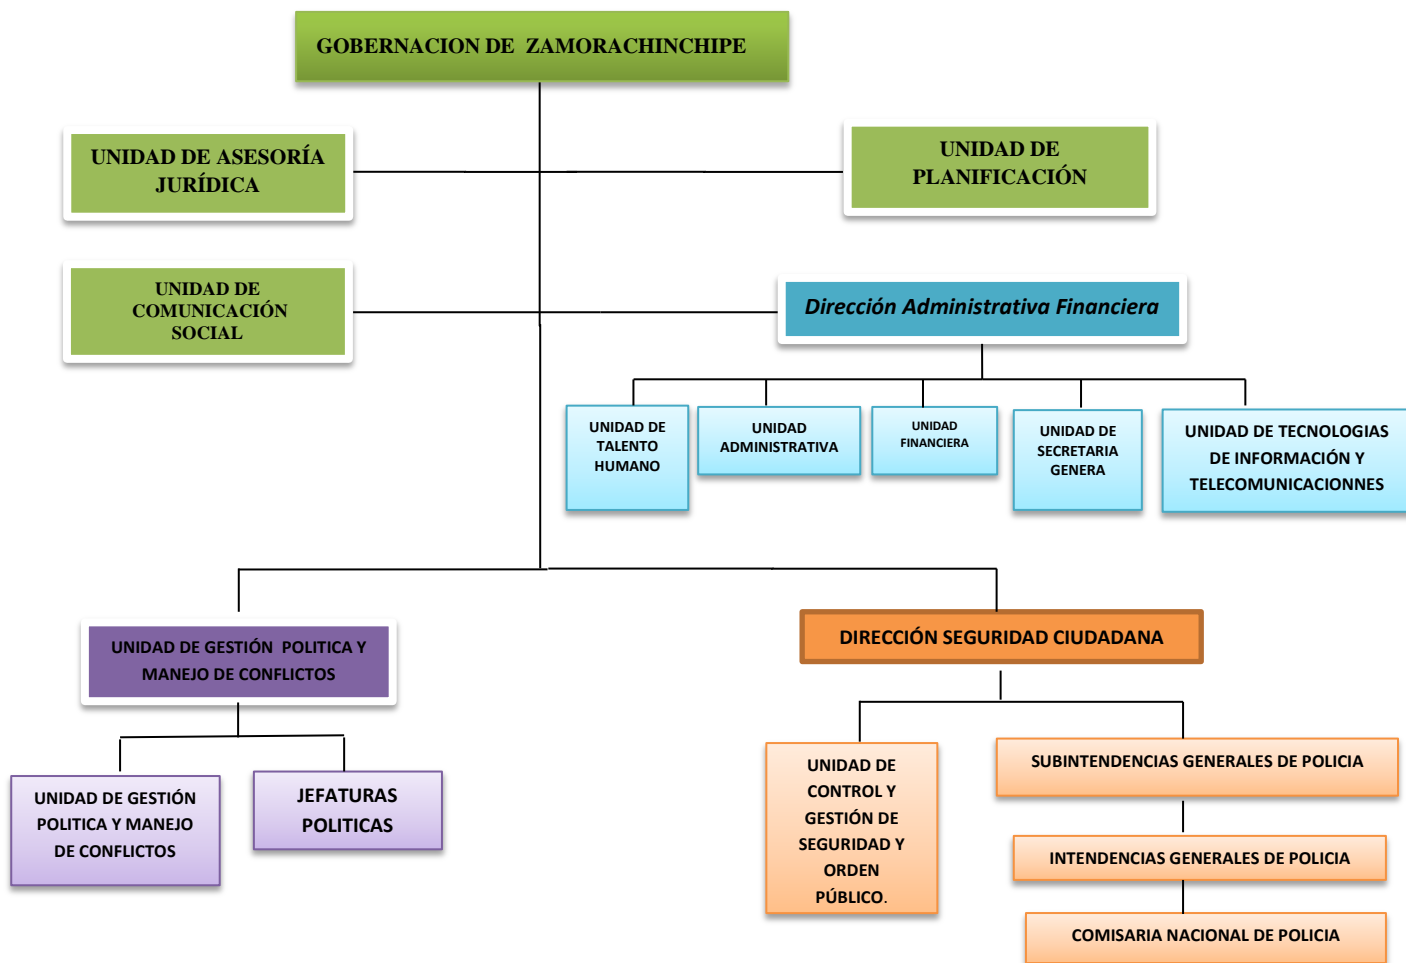 GOBERNACION DE ZAMORACHINCHIPE
UNIDAD DE ASESORÍA
JURÍDICA
UNIDAD DE
PLANIFICACIÓN
UNIDAD DE
COMUNICACIÓN
SOCIAL
Dirección Administrativa Financiera
UNIDAD DE
TALENTO
HUMANO
UNIDAD
ADMINISTRATIVA
UNIDAD
FINANCIERA
UNIDAD DE
SECRETARIA
GENERA
UNIDAD DE TECNOLOGIAS
DE INFORMACIÓN Y
TELECOMUNICACIONNES
UNIDAD DE GESTIÓN POLITICA Y
MANEJO DE CONFLICTOS
DIRECCIÓN SEGURIDAD CIUDADANA
UNIDAD DE GESTIÓN
POLITICA Y MANEJO
DE CONFLICTOS
JEFATURAS
POLITICAS
UNIDAD DE
CONTROL Y
GESTIÓN DE
SEGURIDAD Y
ORDEN
PÚBLICO.
SUBINTENDENCIAS GENERALES DE POLICIA
INTENDENCIAS GENERALES DE POLICIA
COMISARIA NACIONAL DE POLICIA